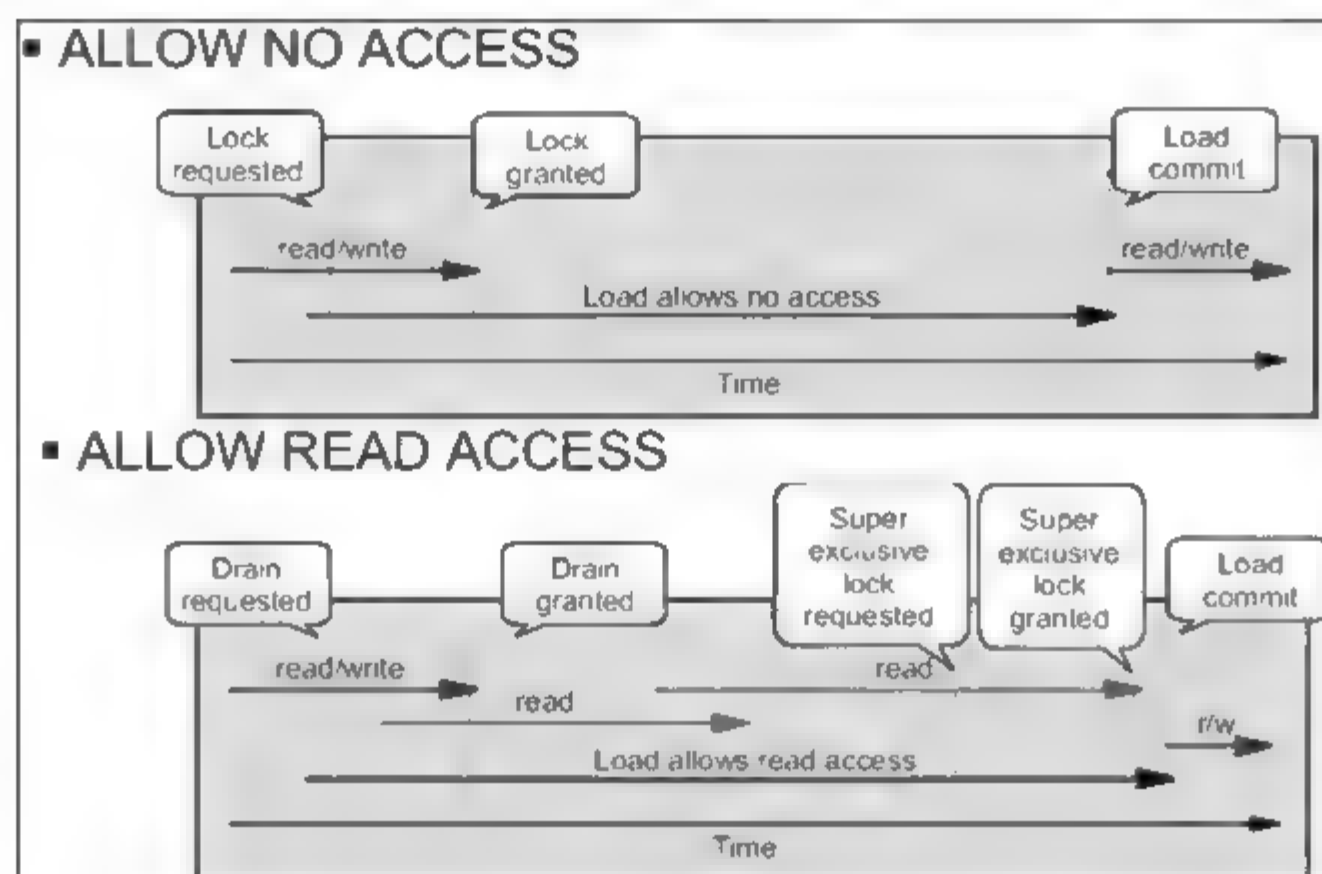 ▪ ALLOW NO ACCESS
Lock
requested
Lock
granted
Load
commit
read/write
read/write
Load allows no access
Time
▪ ALLOW READ ACCESS
Drain
requested
Drain
granted
Super
exclusive
lock
requested
Super
exclusive
lock
granted
Load
commit
read/write
read
read
r/w
Load allows read access
Time